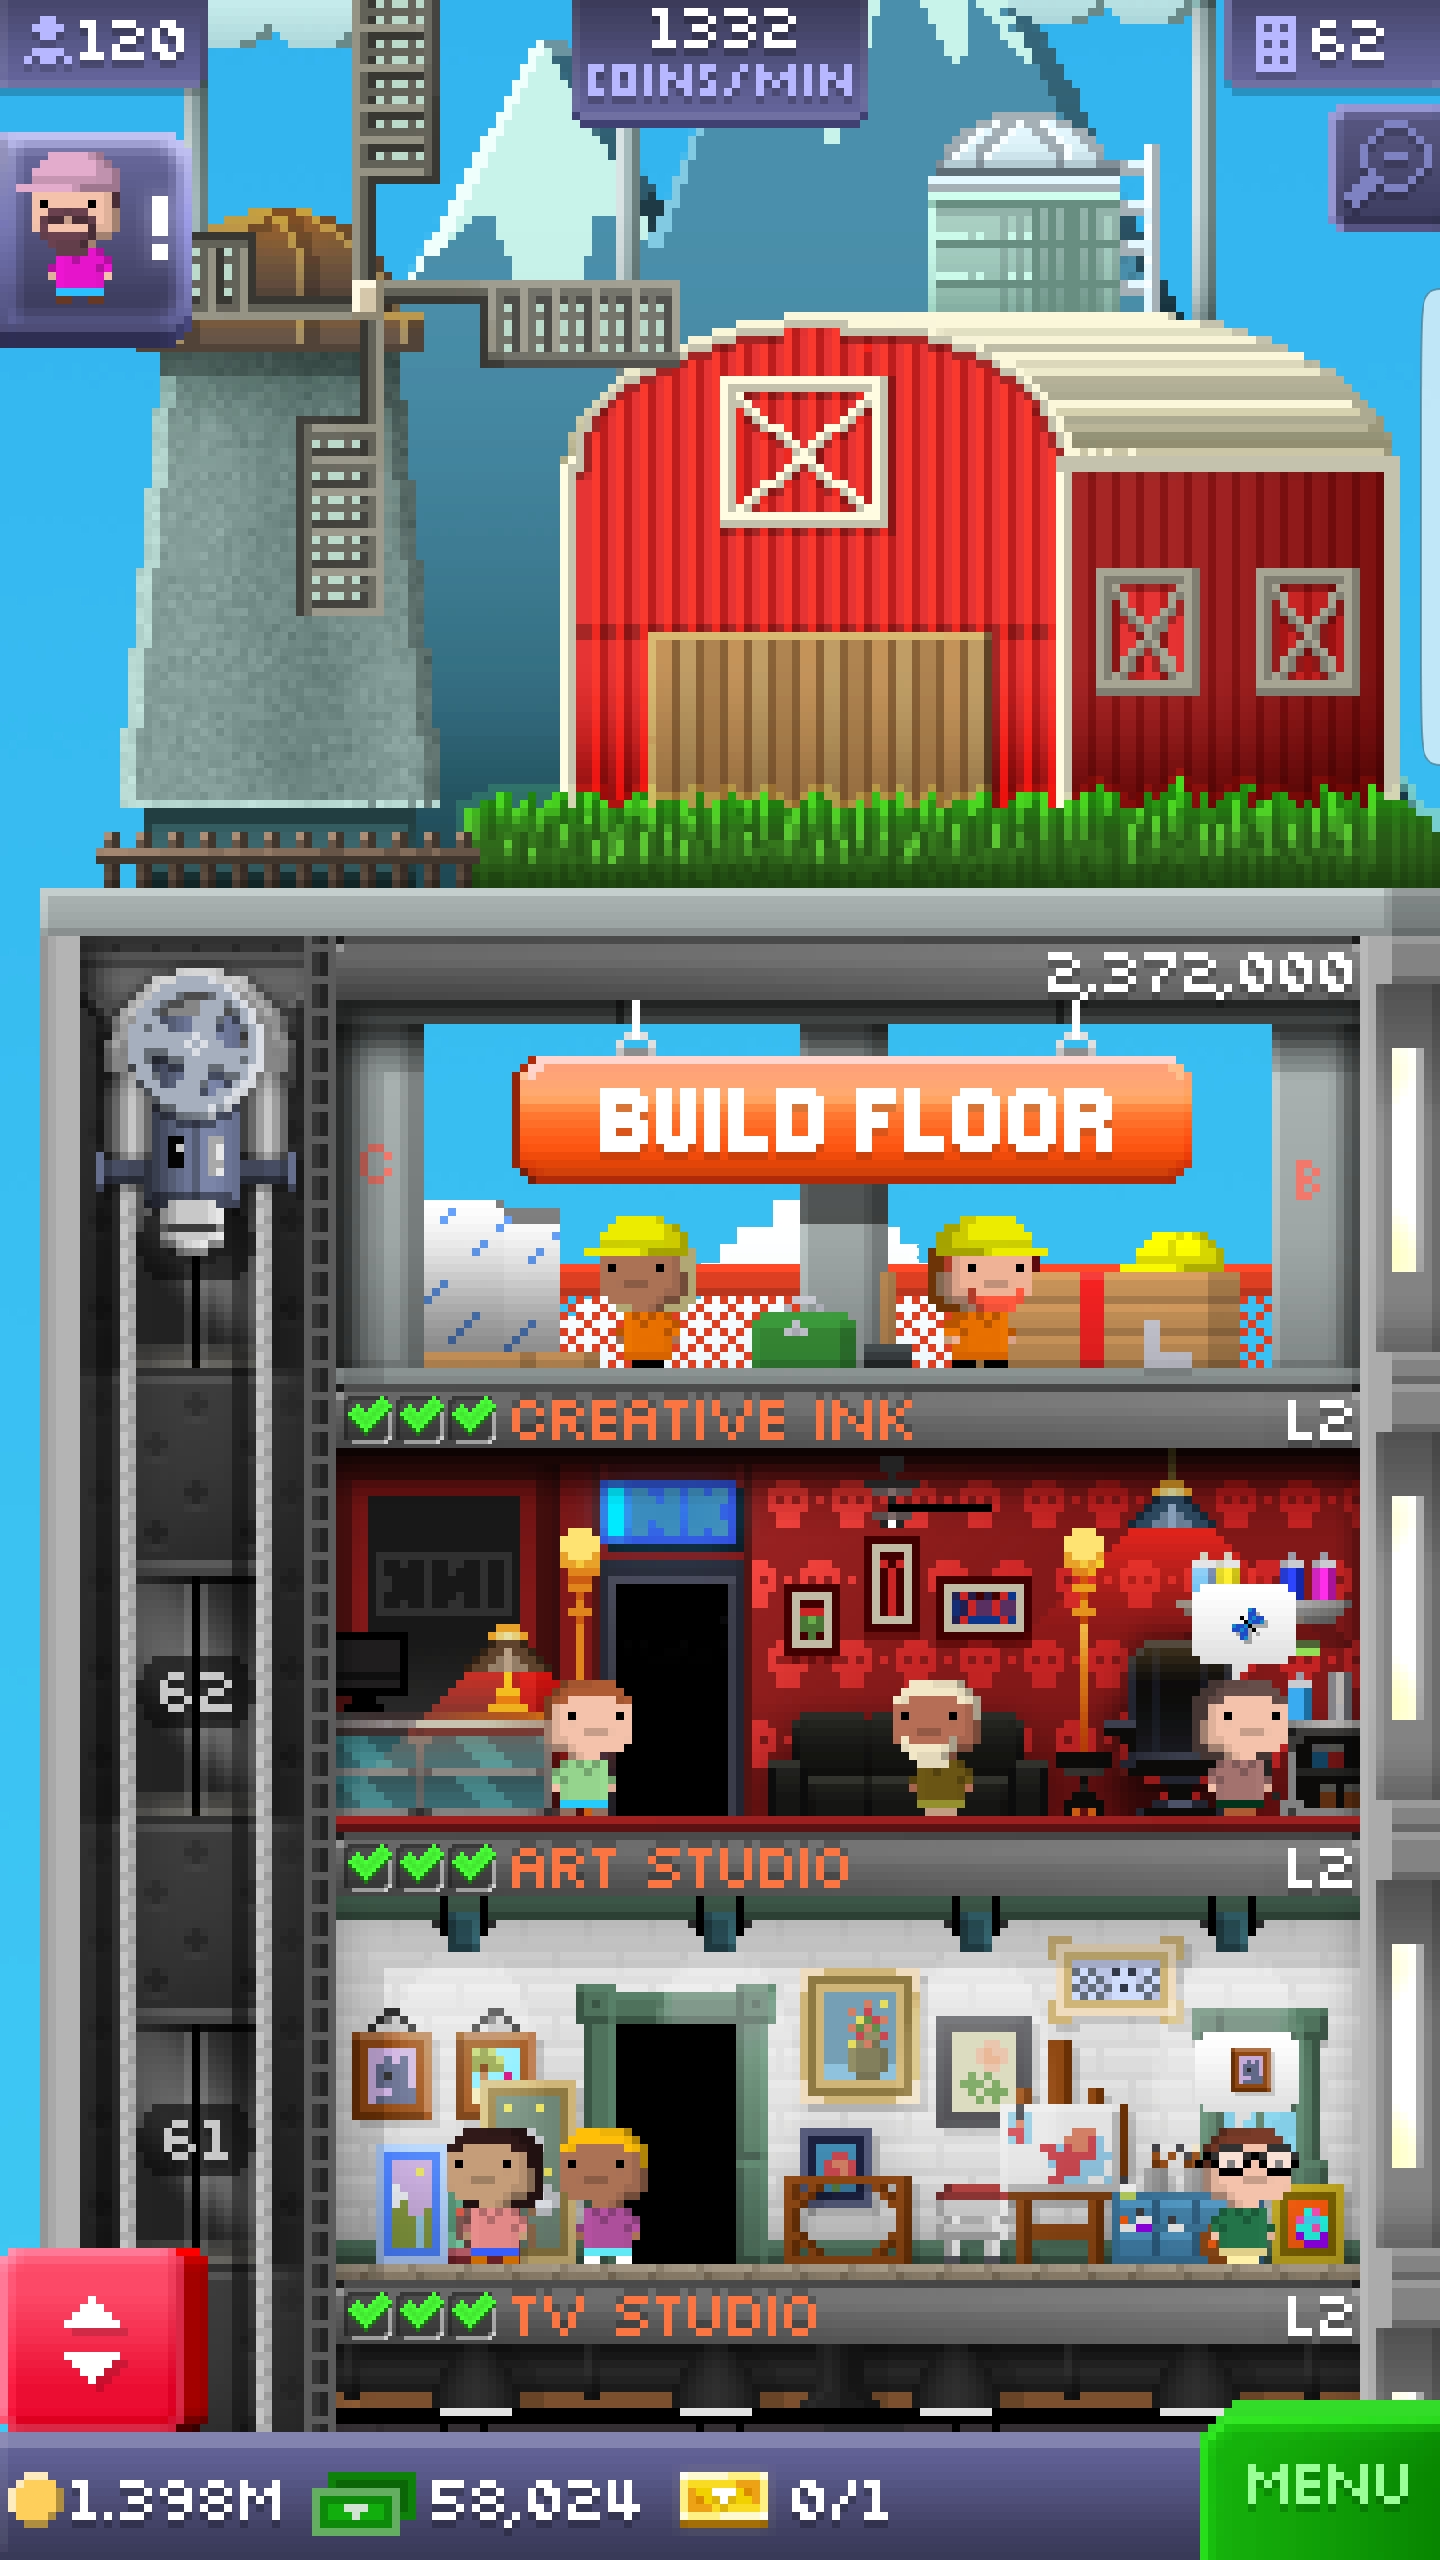 120
1332
COINS/MIN
62
!
2,372,000
BUILD FLOOR
C
B
CREATIVE INK
L2
INK
INK
62
ART STUDIO
L2
61
TV STUDIO
L2
1.398M
58,024
0/1
MENU